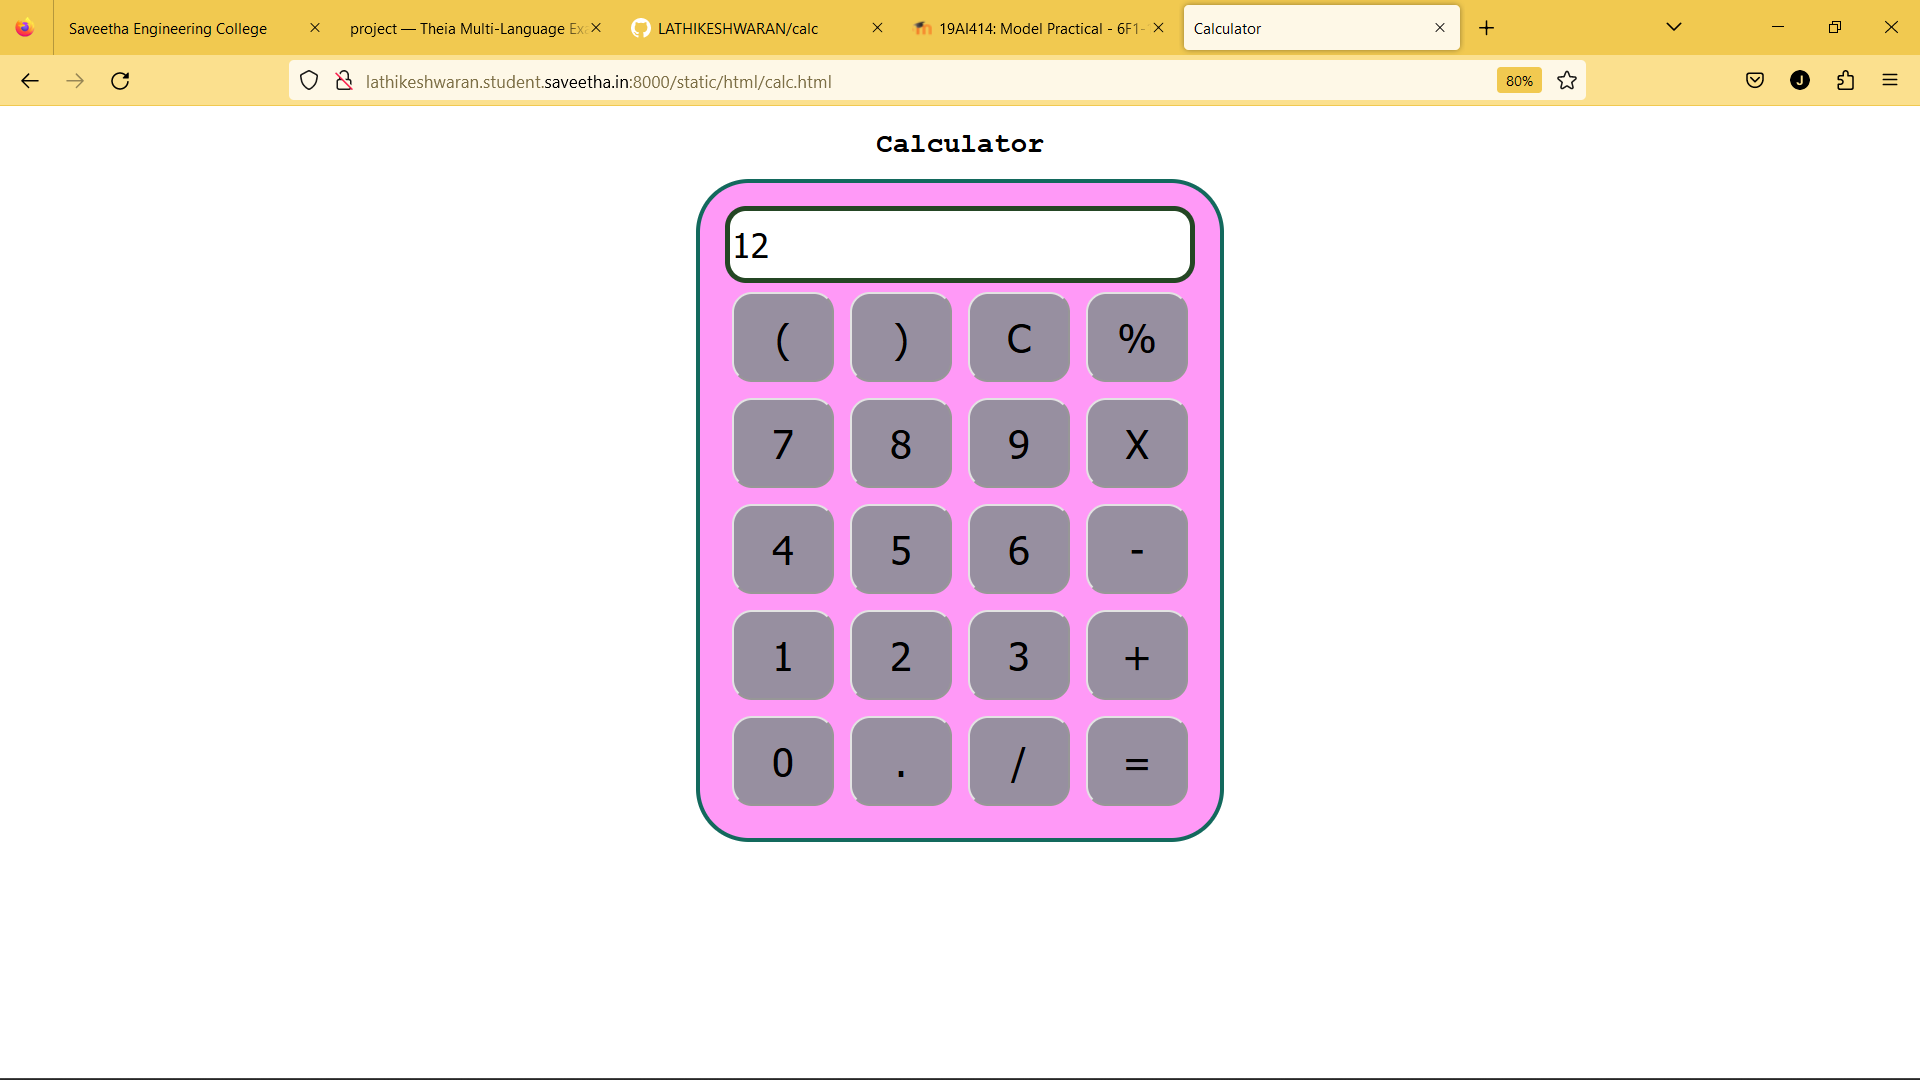 Saveetha Engineering College
project — Theia Multi-Language Exa
LATHIKESHWARAN/calc
19AI414: Model Practical - 6F1-
Calculator
lathikeshwaran.student.saveetha.in:8000/static/html/calc.html
80%
J
Calculator
12
( ) C %
7 8 9 X
4 5 6 -
1 2 3 +
0 . / =